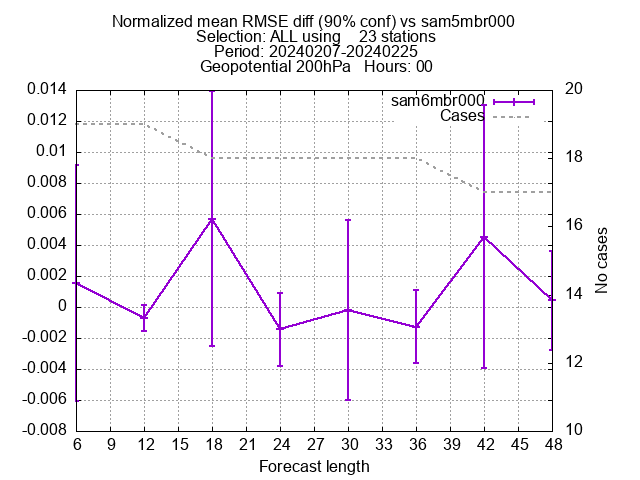 Normalized mean RMSE diff (90% conf) vs sam5mbr000
Selection: ALL using    23 stations
Period: 20240207-20240225
Geopotential 200hPa   Hours: 00
sam6mbr000
Cases
0.014
0.012
0.01
0.008
0.006
0.004
0.002
0
-0.002
-0.004
-0.006
-0.008
20
18
16
14
12
10
No cases
6 9 12 15 18 21 24 27 30 33 36 39 42 45 48
Forecast length